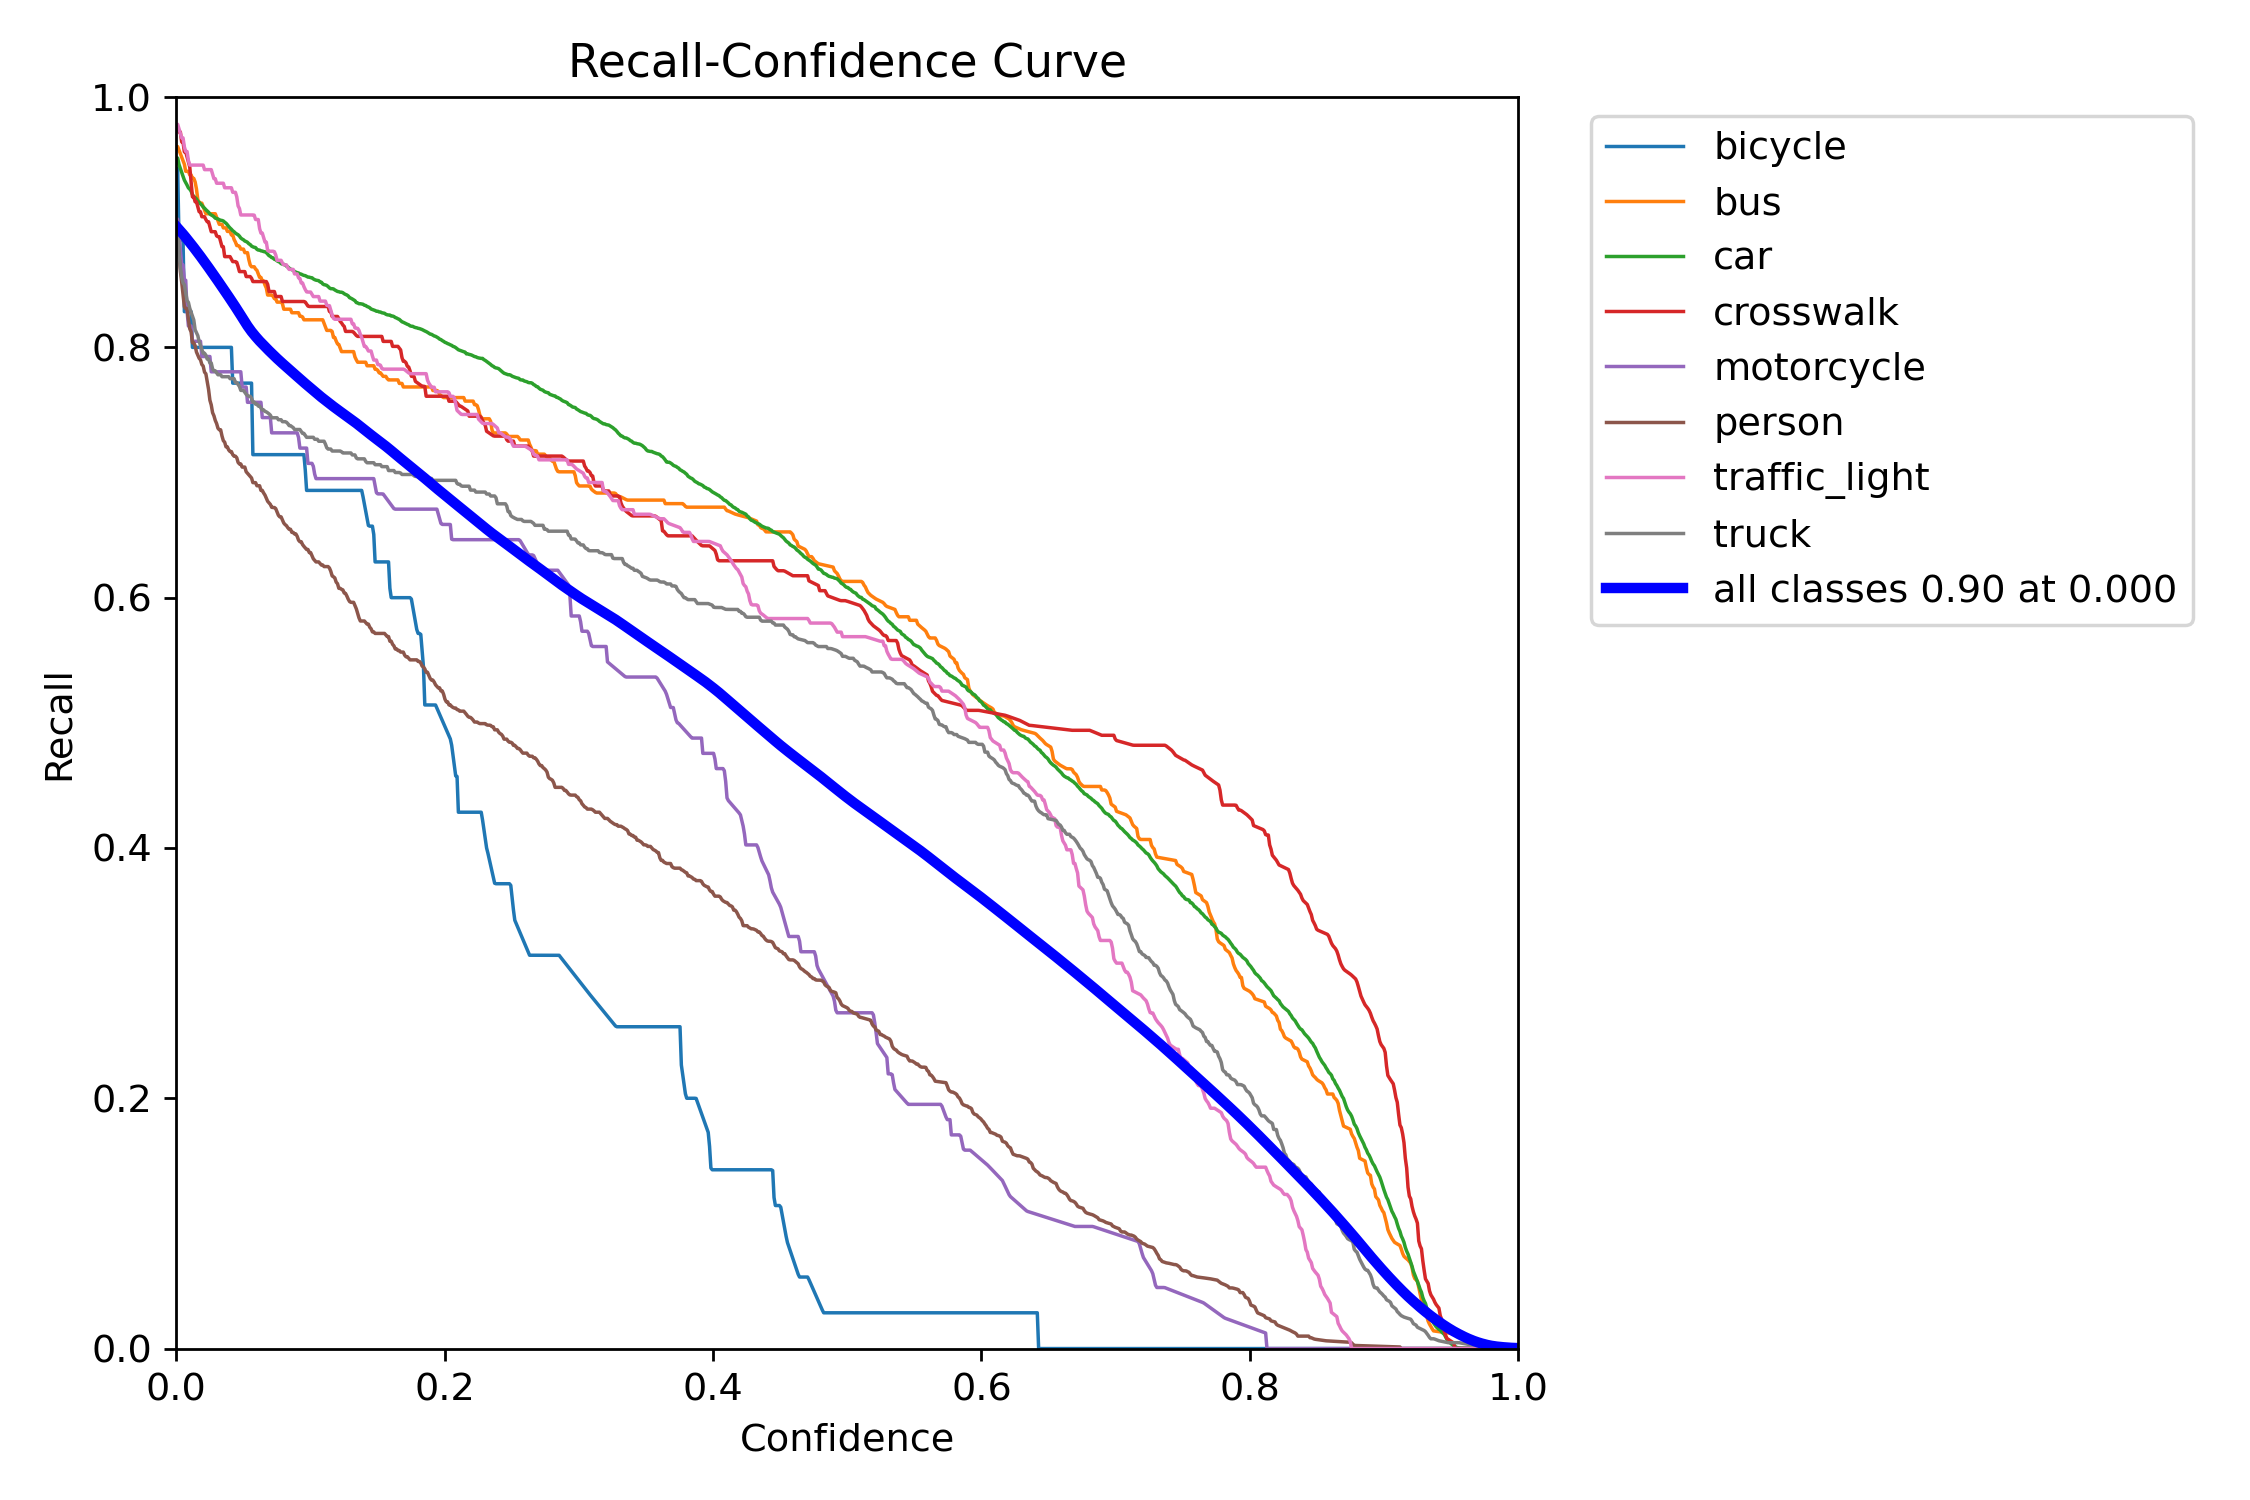 Recall-Confidence Curve
1.0
0.8
0.6
0.4
0.2
0.0
Recall
0.0 0.2 0.4 0.6 0.8 1.0
Confidence
bicycle
bus
car
crosswalk
motorcycle
person
traffic_light
truck
all classes 0.90 at 0.000